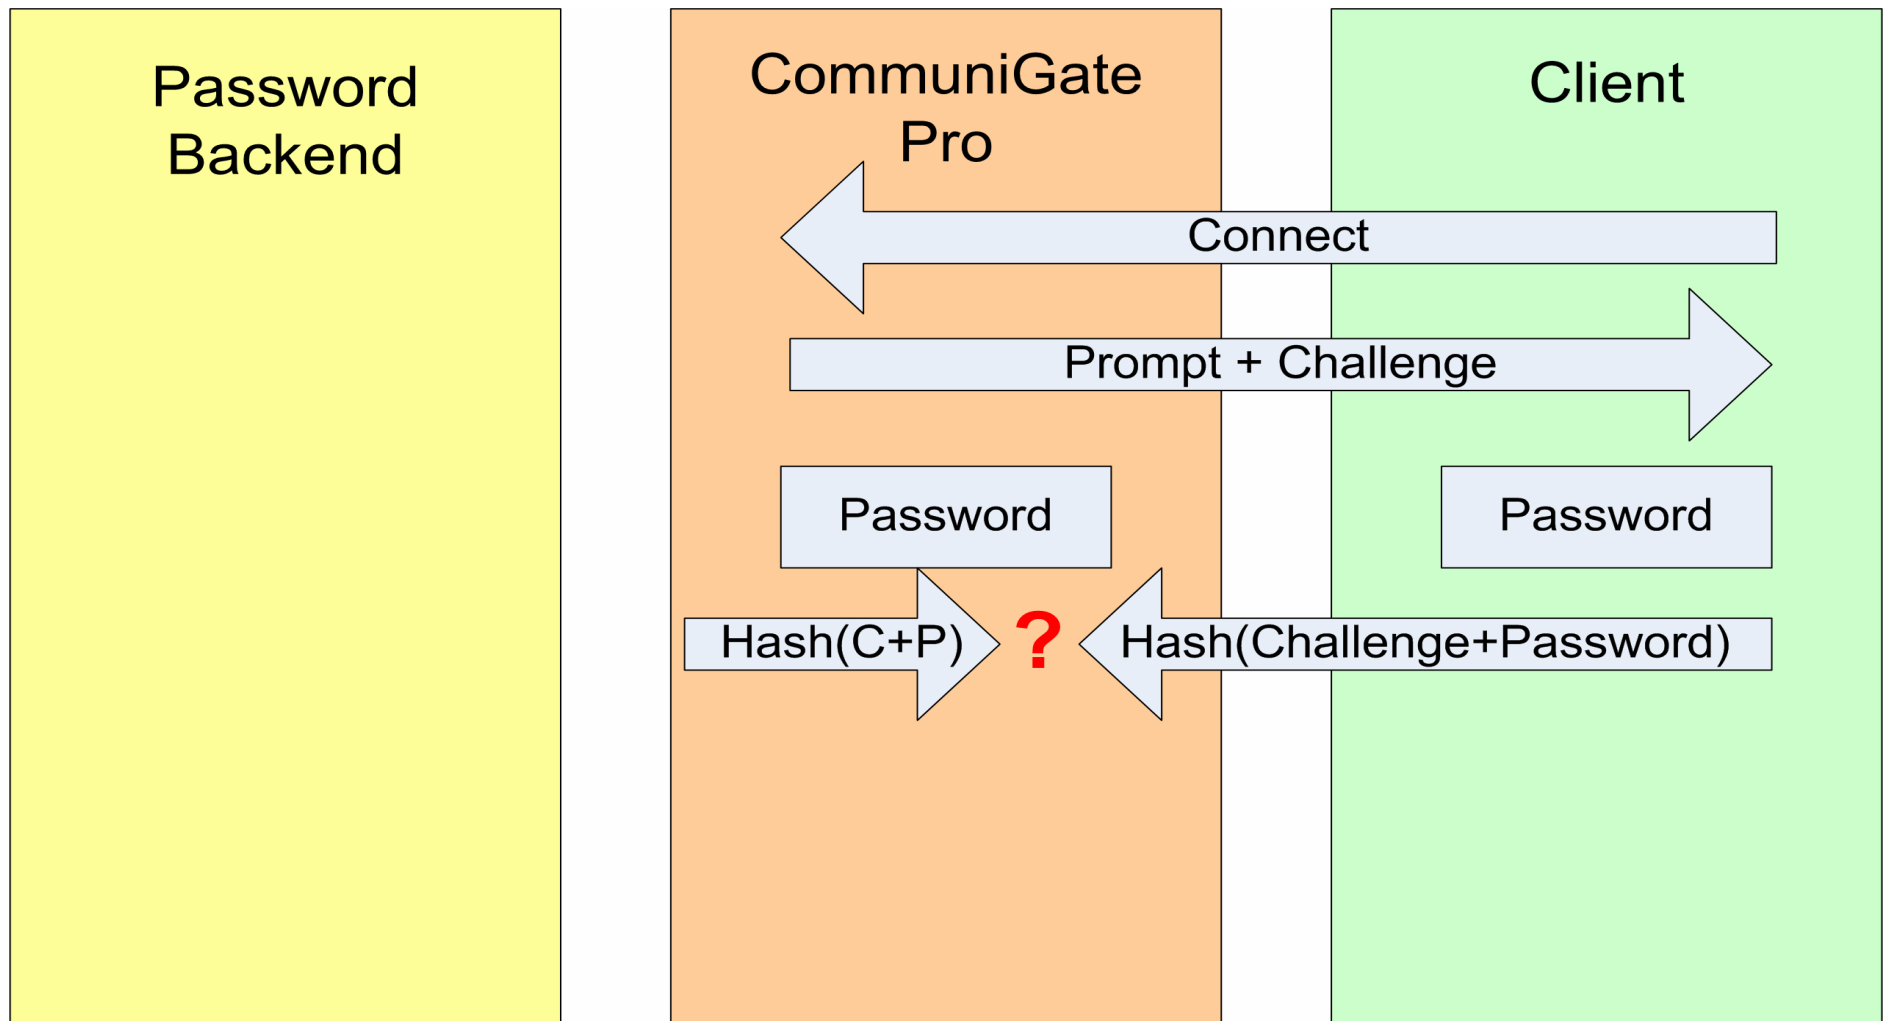 Password
Backend
CommuniGate
Pro
Client
Connect
Prompt + Challenge
Password
Password
Hash(C+P)
?
Hash(Challenge+Password)